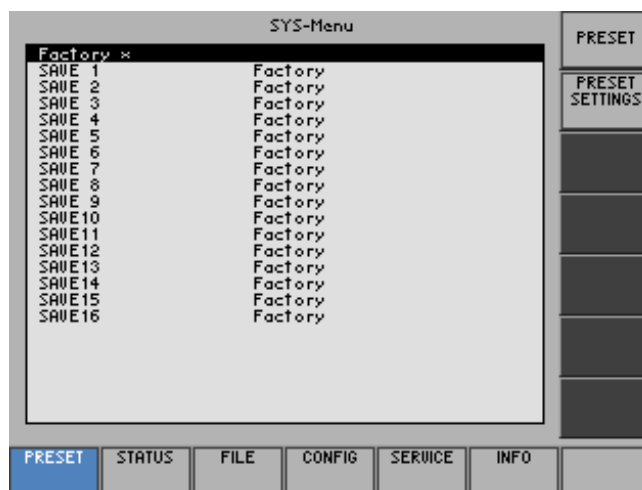 SYS-Menu
Factory *
SAVE 1 Factory
SAVE 2 Factory
SAVE 3 Factory
SAVE 4 Factory
SAVE 5 Factory
SAVE 6 Factory
SAVE 7 Factory
SAVE 8 Factory
SAVE 9 Factory
SAVE10 Factory
SAVE11 Factory
SAVE12 Factory
SAVE13 Factory
SAVE14 Factory
SAVE15 Factory
SAVE16 Factory
PRESET
PRESET
SETTINGS
PRESET STATUS FILE CONFIG SERVICE INFO